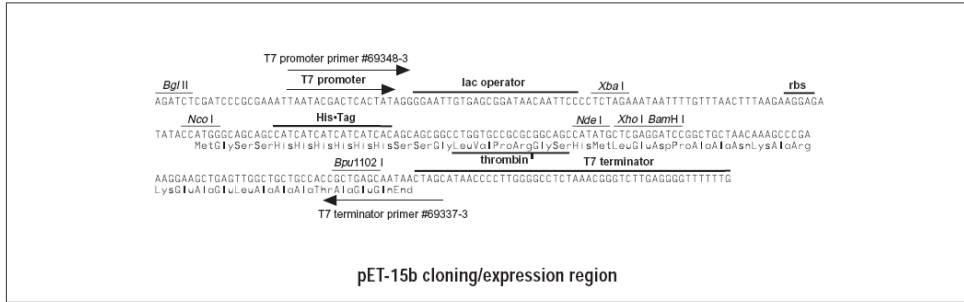 T7 promoter primer #69348-3
Bgl II T7 promoter lac operator Xba I rbs
AGATCTCGATCCCGCGAAATTAATACGACTCACTATAGGGGAATTGTGAGCGGATAACAATTCCCCTCTAGAAATAATTTTGTTTAACTTTAAGAAGGAGA
Nco I His•Tag Nde I Xho I BamH I
TATACCATGGGCAGCAGCCATCATCATCATCATCACAGCAGCGGCCTGGTGCCGCGCGGCAGCCATATGCTCGAGGATCCGGCTGCTAACAAAGCCCGA
MetGlySerSerHisHisHisHisHisHisSerSerGlyLeuValProArgGlySerHisMetLeuGluAspProAlaAlaAsnLysAlaArg
Bpu1102 I thrombin T7 terminator
AAGGAAGCTGAGTTGGCTGCTGCCACCGCTGAGCAATAACTAGCATAACCCCTTGGGGCCTCTAAACGGGTCTTGAGGGGTTTTTTG
LysGluAlaGluLeuAlaAlaAlaThrAlaGluGlnEnd
T7 terminator primer #69337-3
pET-15b cloning/expression region